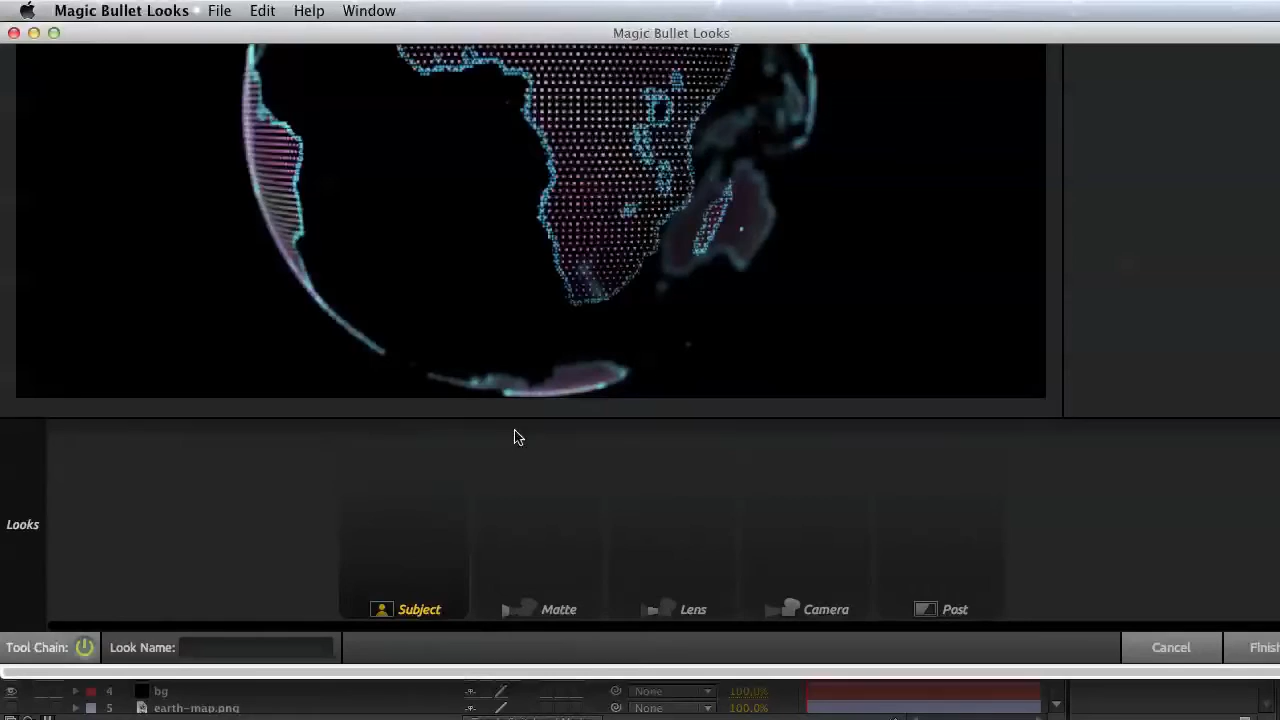 Magic Bullet Looks File Edit Help Window
Magic Bullet Looks
Looks
Subject Matte Lens Camera Post
Tool Chain: Look Name: Cancel Finish
4 bg None 100.0%
5 earth-map.png None 100.0%